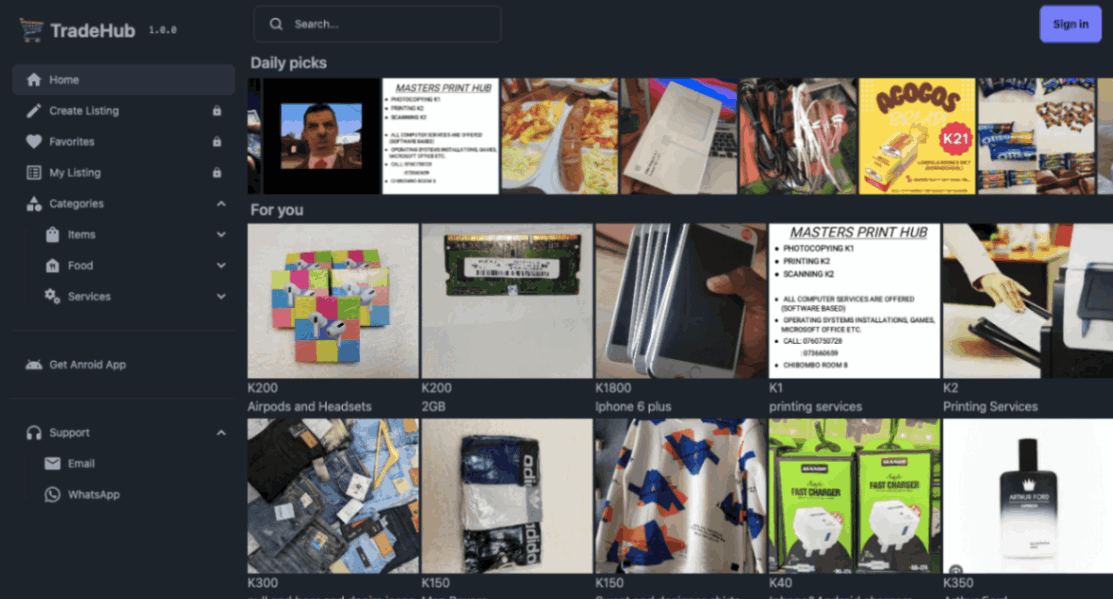 TradeHub 1.0.0
Search...
Sign in
Home
Create Listing
Favorites
My Listing
Categories
Items
Food
Services
Get Anroid App
Support
Email
WhatsApp
Daily picks
MASTERS PRINT HUB
PHOTOCOPYING K1
PRINTING K2
SCANNING K2
ALL COMPUTER SERVICES ARE OFFERED
(SOFTWARE BASED)
OPERATING SYSTEMS INSTALLATIONS, GAMES,
MICROSOFT OFFICE ETC.
CHIBOMBO ROOM 8
K21
For you
MASTERS PRINT HUB
PHOTOCOPYING K1
PRINTING K2
SCANNING K2
ALL COMPUTER SERVICES ARE OFFERED
(SOFTWARE BASED)
OPERATING SYSTEMS INSTALLATIONS, GAMES,
MICROSOFT OFFICE ETC.
CALL: 0760750728
: 073660659
CHIBOMBO ROOM 8
K200
Airpods and Headsets
K200
2GB
K1800
Iphone 6 plus
K1
printing services
K2
Printing Services
adidas
FAST CHARGER
FAST CHARGER
ARTHUR FORD
K300
K150
K150
K40
K350